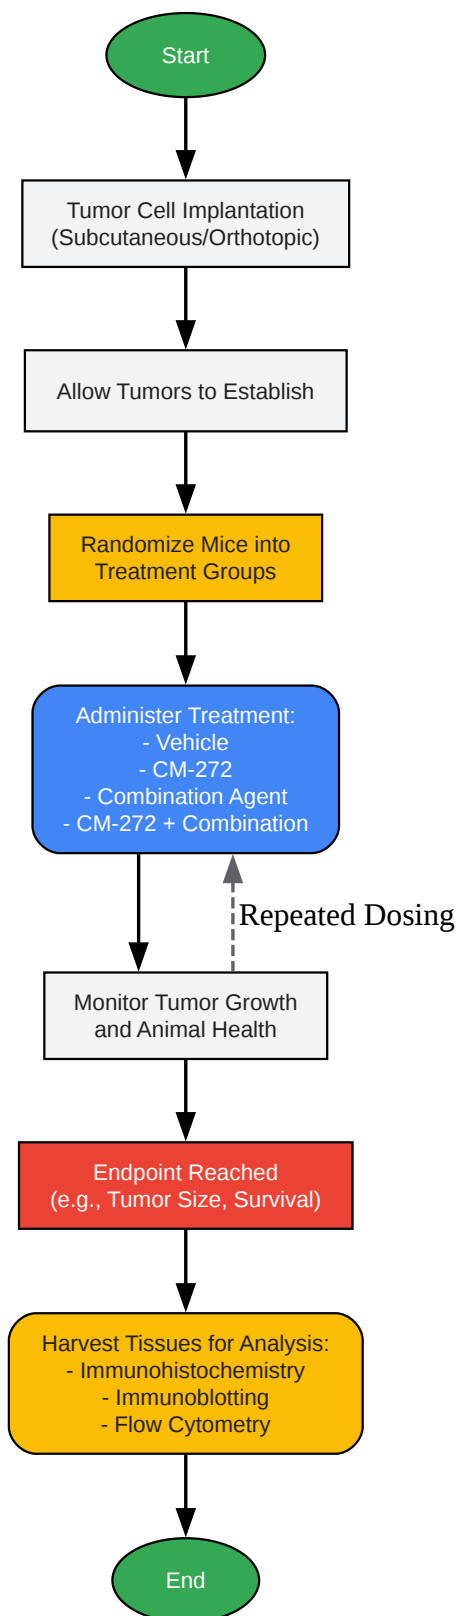 Start
Tumor Cell Implantation
(Subcutaneous/Orthotopic)
Allow Tumors to Establish
Randomize Mice into
Treatment Groups
Administer Treatment:
- Vehicle
- CM-272
- Combination Agent
- CM-272 + Combination
Repeated Dosing
Monitor Tumor Growth
and Animal Health
Endpoint Reached
(e.g., Tumor Size, Survival)
Harvest Tissues for Analysis:
- Immunohistochemistry
- Immunoblotting
- Flow Cytometry
End